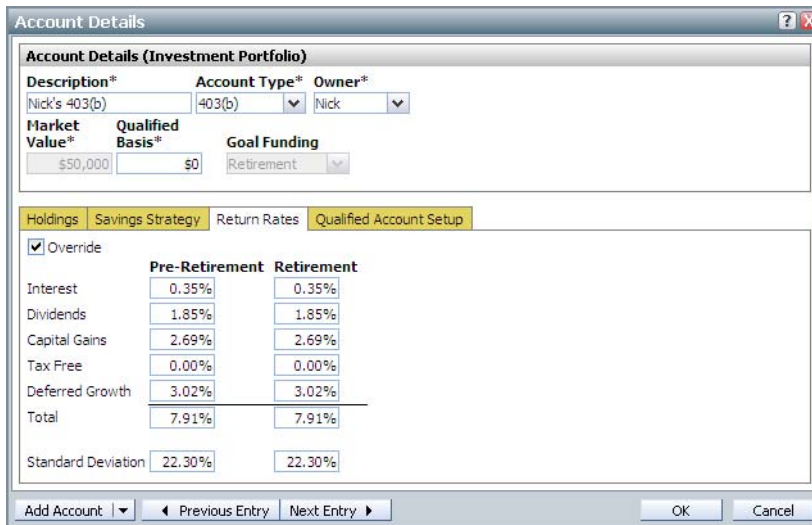 Account Details
Account Details (Investment Portfolio)
Description* Account Type* Owner*
Nick's 403(b) 403(b) Nick
Market Qualified
Value* Basis* Goal Funding
$50,000 $0 Retirement
Holdings Savings Strategy Return Rates Qualified Account Setup
Override
Pre-Retirement Retirement
Interest 0.35% 0.35%
Dividends 1.85% 1.85%
Capital Gains 2.69% 2.69%
Tax Free 0.00% 0.00%
Deferred Growth 3.02% 3.02%
Total 7.91% 7.91%
Standard Deviation 22.30% 22.30%
Add Account Previous Entry Next Entry OK Cancel